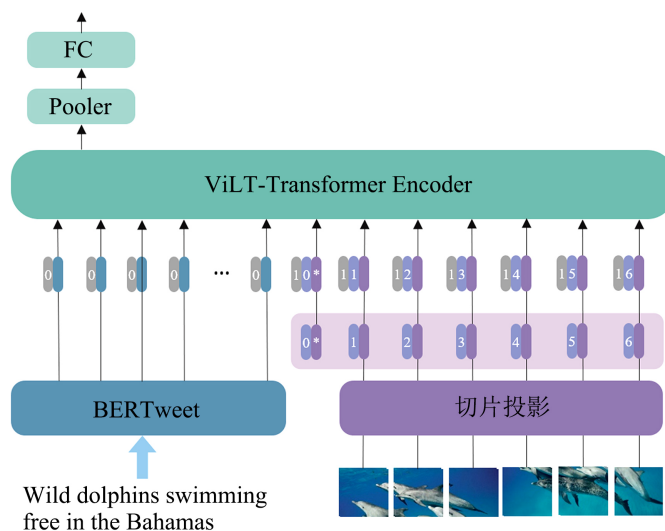 FC
Pooler
ViLT-Transformer Encoder
0 0 0 0 ... 0 1 0 * 1 1 1 2 1 3 1 4 1 5 1 6
0 * 1 2 3 4 5 6
BERTweet
切片投影
Wild dolphins swimming
free in the Bahamas